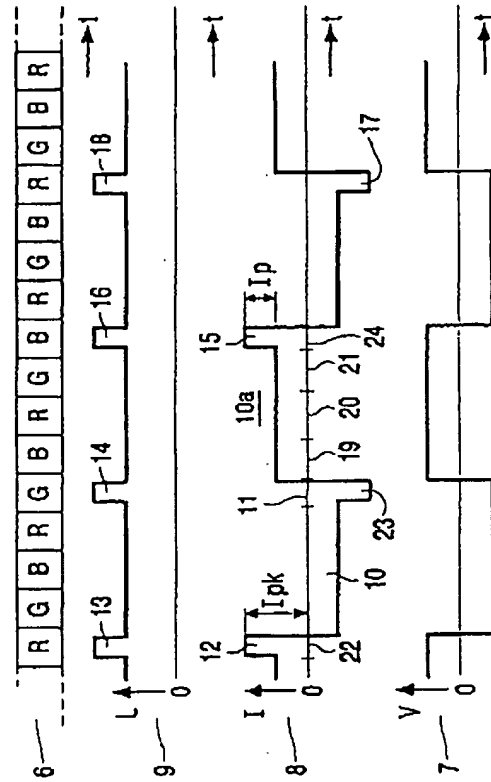 6 R G B R G B R G B R G B R G B R
L 13 14 16 18 t
9 0
I 12 Ipk 10a 15 Ip t
8 0 22 11 19 20 21 24 t
10 23 17
V t
7 0